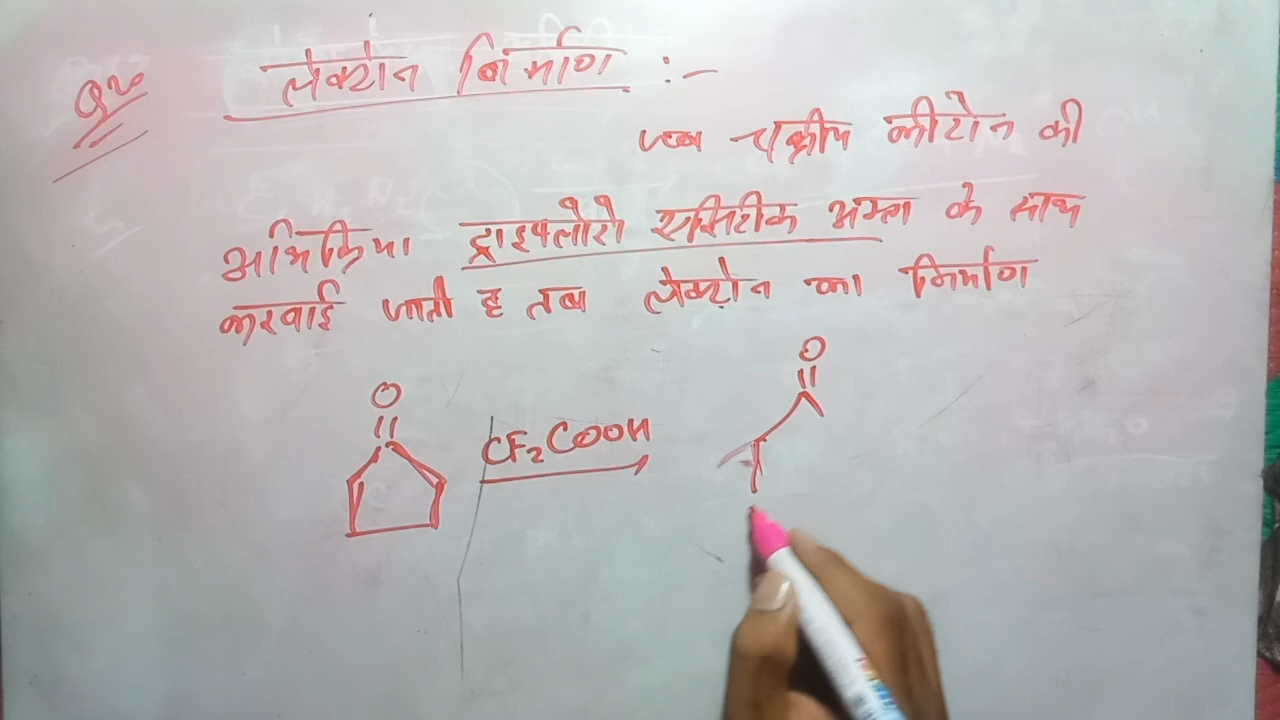 लेक्टोन निर्माण :-
जब चक्रीय कीटोन की
अभिक्रिया ट्राइफ्लोरो एसिटीक अम्ल के साथ
करवाई जाती ह तब लेक्टोन का निर्माण
O
O
CF₂COOH